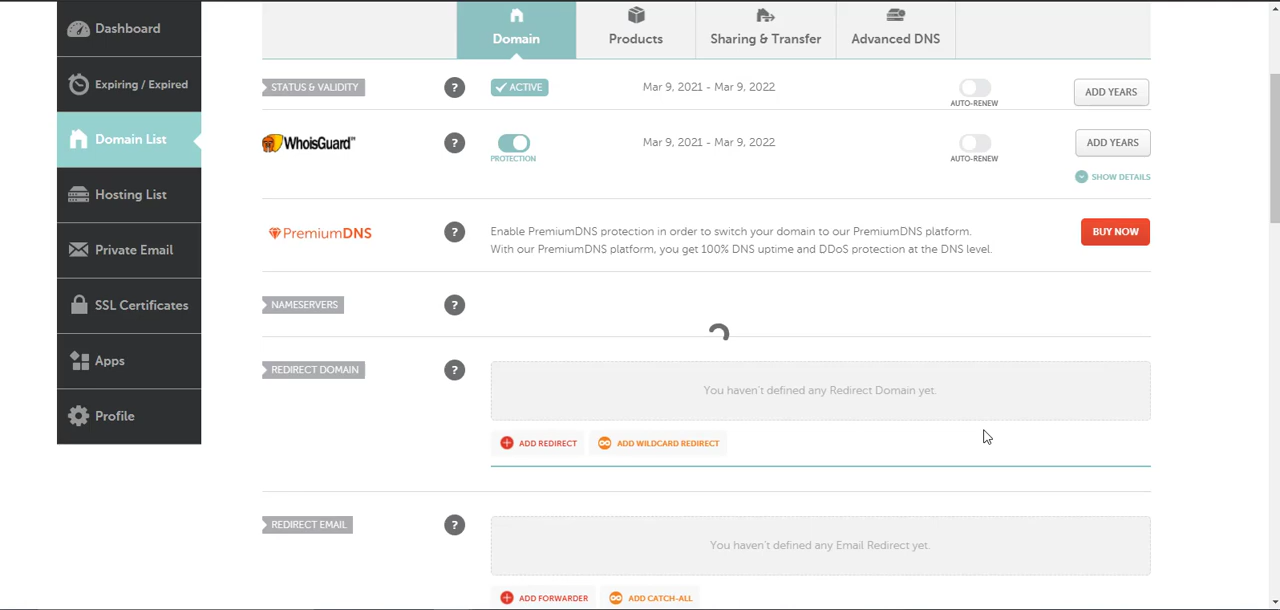 Dashboard
Expiring / Expired
Domain List
Hosting List
Private Email
SSL Certificates
Apps
Profile
Domain
Products
Sharing & Transfer
Advanced DNS
STATUS & VALIDITY
?
ACTIVE
Mar 9, 2021 - Mar 9, 2022
AUTO-RENEW
ADD YEARS
WhoisGuard
?
PROTECTION
Mar 9, 2021 - Mar 9, 2022
AUTO-RENEW
ADD YEARS
SHOW DETAILS
PremiumDNS
?
Enable PremiumDNS protection in order to switch your domain to our PremiumDNS platform.
With our PremiumDNS platform, you get 100% DNS uptime and DDoS protection at the DNS level.
BUY NOW
NAMESERVERS
?
REDIRECT DOMAIN
?
You haven't defined any Redirect Domain yet.
ADD REDIRECT
ADD WILDCARD REDIRECT
REDIRECT EMAIL
?
You haven't defined any Email Redirect yet.
ADD FORWARDER
ADD CATCH-ALL